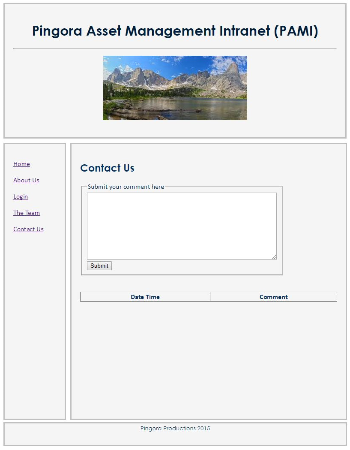 Pingora Asset Management Intranet (PAMI)
Home
About Us
Login
The Team
Contact Us
Contact Us
Submit your comment here
Submit
Date Time Comment
Pingora Productions 2015